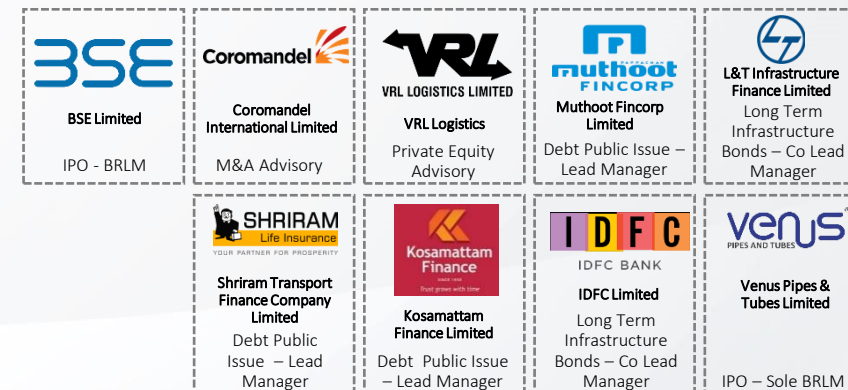 BSE
BSE Limited
IPO - BRLM
Coromandel
Coromandel
International Limited
M&A Advisory
VRL
VRL LOGISTICS LIMITED
VRL Logistics
Private Equity
Advisory
muthoot
PAPPACHAN
FINCORP
Muthoot Fincorp
Limited
Debt Public Issue –
Lead Manager
LT
L&T Infrastructure
Finance Limited
Long Term
Infrastructure
Bonds – Co Lead
Manager
SHRIRAM
Life Insurance
YOUR PARTNER FOR PROSPERITY
Shriram Transport
Finance Company
Limited
Debt Public
Issue – Lead
Manager
Kosamattam
Finance
Trust grows with time
Kosamattam
Finance Limited
Debt Public Issue
– Lead Manager
IDFC
IDFC BANK
IDFC Limited
Long Term
Infrastructure
Bonds – Co Lead
Manager
venus
PIPES AND TUBES
Venus Pipes &
Tubes Limited
IPO – Sole BRLM